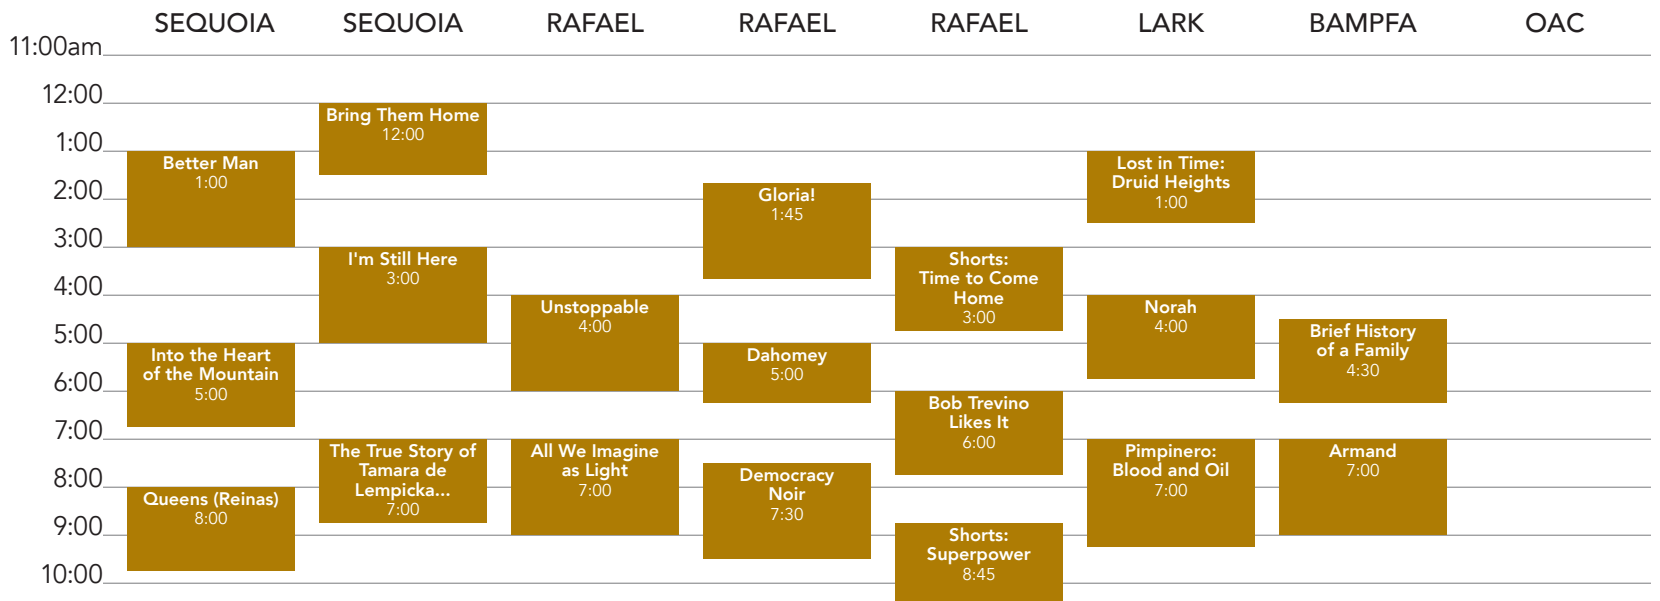 SEQUOIA SEQUOIA RAFAEL RAFAEL RAFAEL LARK BAMPFA OAC
11:00am
12:00
1:00
2:00
3:00
4:00
5:00
6:00
7:00
8:00
9:00
10:00
Better Man
1:00
Into the Heart
of the Mountain
5:00
Queens (Reinas)
8:00
Bring Them Home
12:00
I'm Still Here
3:00
The True Story of
Tamara de
Lempicka...
7:00
Unstoppable
4:00
All We Imagine
as Light
7:00
Gloria!
1:45
Dahomey
5:00
Democracy
Noir
7:30
Shorts:
Time to Come
Home
3:00
Bob Trevino
Likes It
6:00
Shorts:
Superpower
8:45
Lost in Time:
Druid Heights
1:00
Norah
4:00
Pimpinero:
Blood and Oil
7:00
Brief History
of a Family
4:30
Armand
7:00